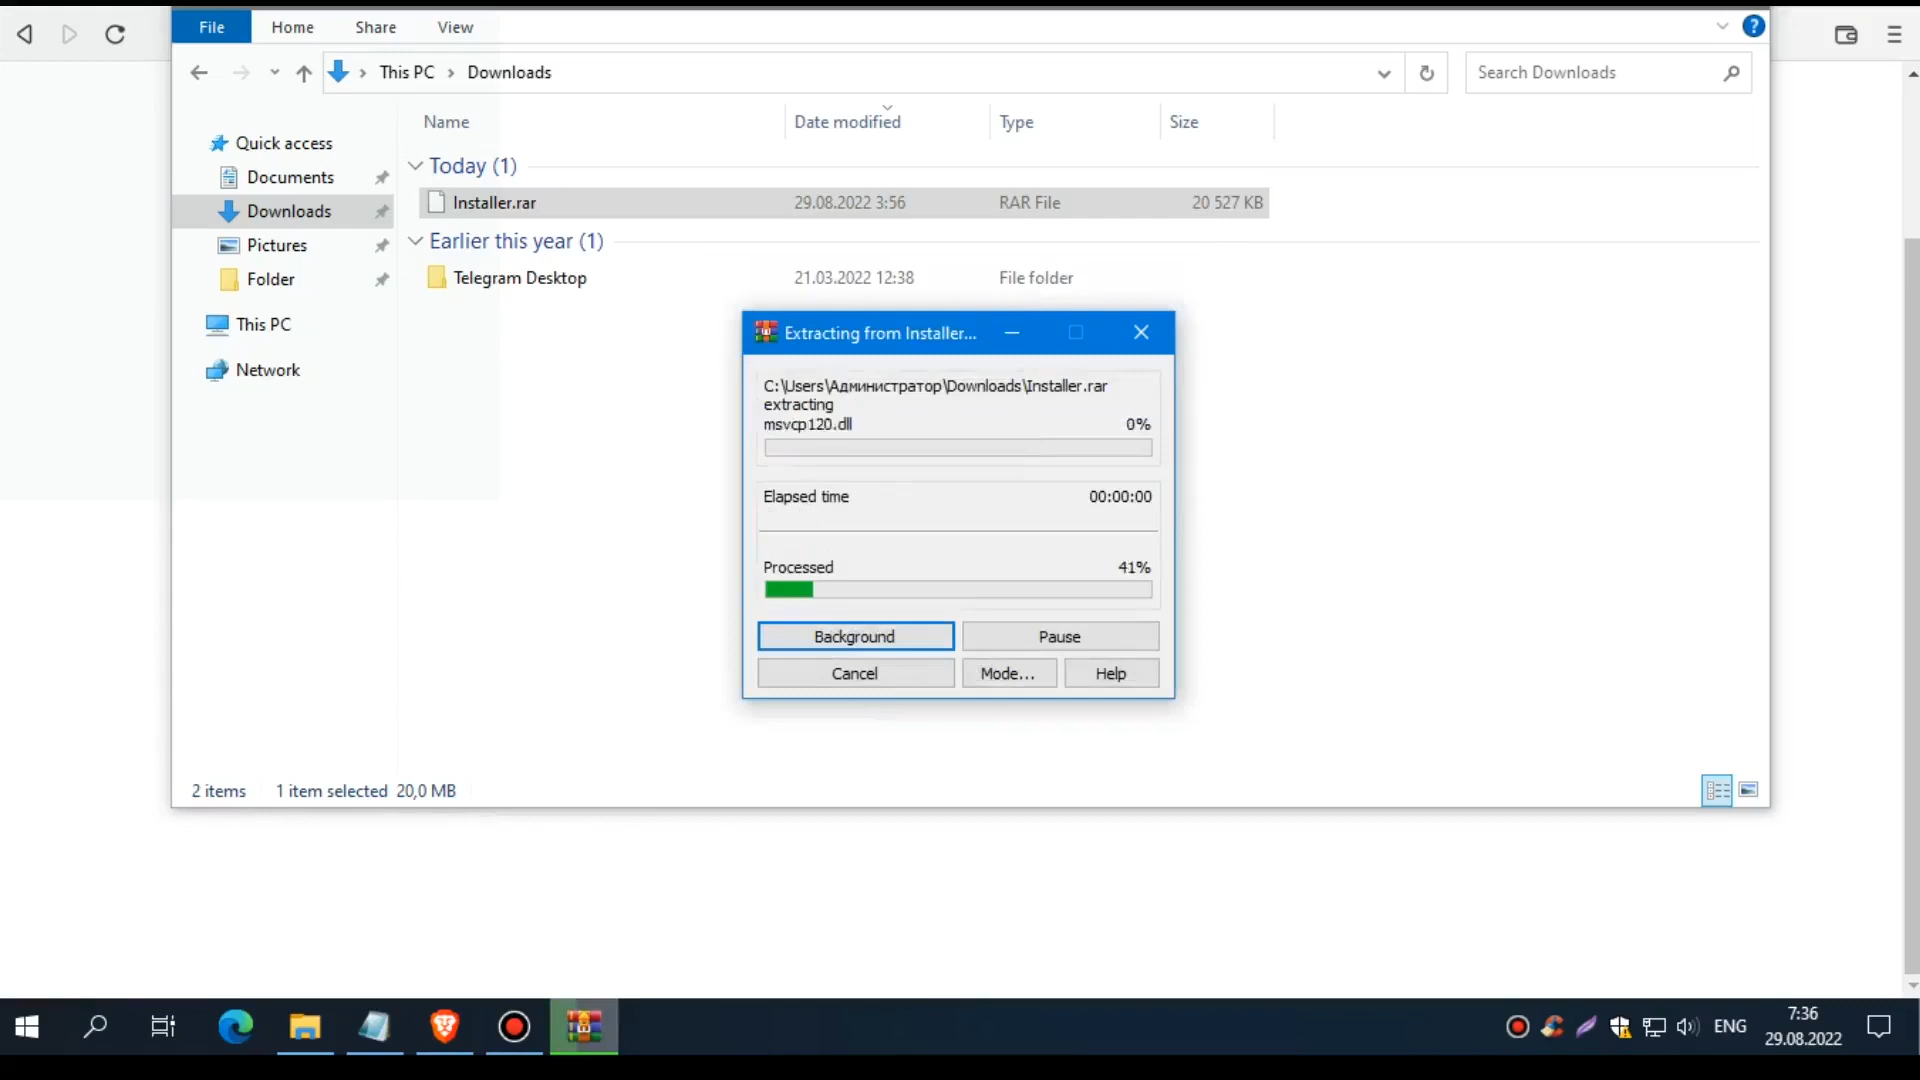 File Home Share View
This PC Downloads
Search Downloads
Name Date modified Type Size
Quick access
Documents
Downloads
Pictures
Folder
This PC
Network
Today (1)
Installer.rar 29.08.2022 3:56 RAR File 20 527 KB
Earlier this year (1)
Telegram Desktop 21.03.2022 12:38 File folder
Extracting from Installer...
C:\Users\Администратор\Downloads\Installer.rar
extracting
msvcp120.dll 0%
Elapsed time 00:00:00
Processed 41%
Background Pause
Cancel Mode... Help
2 items 1 item selected 20,0 MB
ENG
7:36
29.08.2022